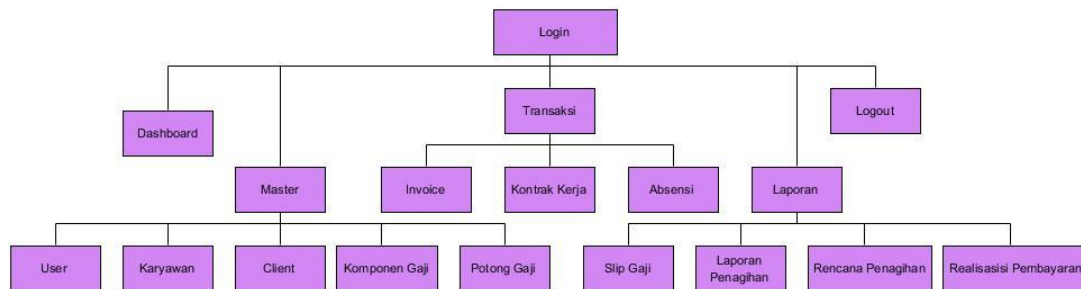 Login
Transaksi
Logout
Dashboard
Master
Invoice
Kontrak Kerja
Absensi
Laporan
User
Karyawan
Client
Komponen Gaji
Potong Gaji
Slip Gaji
Laporan
Penagihan
Rencana Penagihan
Realisasisi Pembayaran